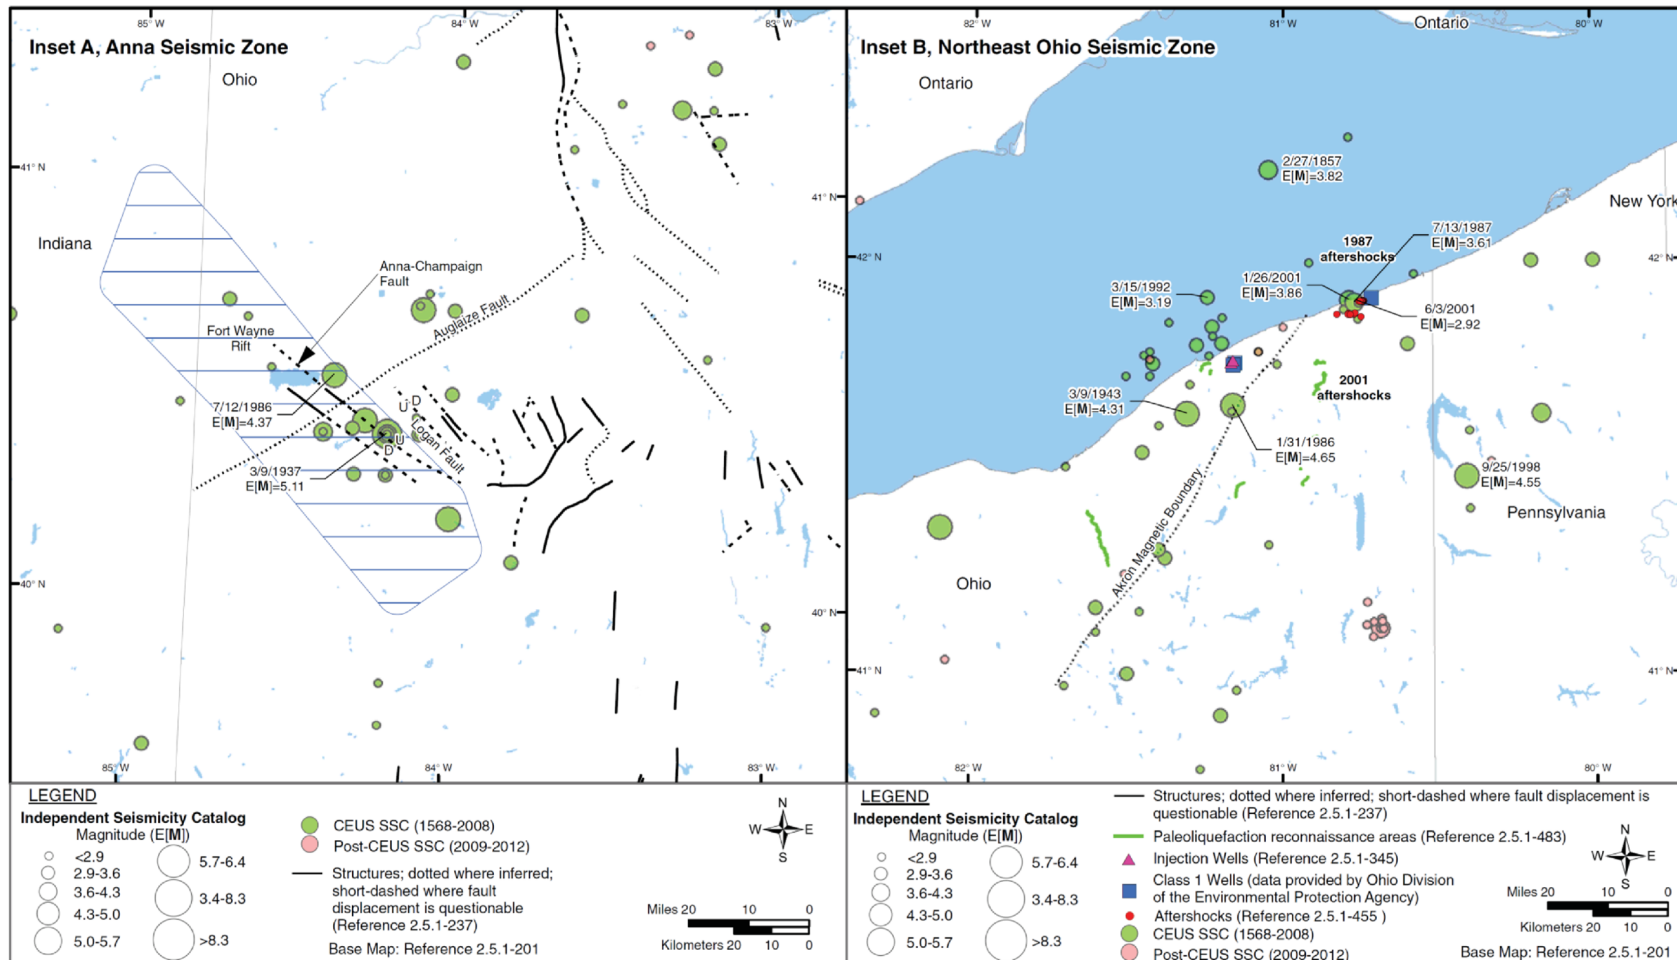 85° W
84° W
83° W
Inset A, Anna Seismic Zone
Ohio
41° N
Indiana
Anna-Champaign
Fault
Auglaize Fault
Fort Wayne
Rift
7/12/1986
E[M]=4.37
U
D
U
D
Logan Fault
3/9/1937
E[M]=5.11
40° N
85° W
84° W
83° W
LEGEND
Independent Seismicity Catalog
Magnitude (E[M])
<2.9
2.9-3.6
3.6-4.3
4.3-5.0
5.0-5.7
5.7-6.4
3.4-8.3
>8.3
CEUS SSC (1568-2008)
Post-CEUS SSC (2009-2012)
Structures; dotted where inferred;
short-dashed where fault
displacement is questionable
(Reference 2.5.1-237)
Base Map: Reference 2.5.1-201
N
W
E
S
Miles 20
10
0
Kilometers 20
10
0
82° W
81° W
80° W
Ontario
Inset B, Northeast Ohio Seismic Zone
Ontario
2/27/1857
E[M]=3.82
41° N
New York
7/13/1987
E[M]=3.61
1987
aftershocks
42° N
42° N
1/26/2001
E[M]=3.86
3/15/1992
E[M]=3.19
6/3/2001
E[M]=2.92
2001
aftershocks
3/9/1943
E[M]=4.31
1/31/1986
E[M]=4.65
9/25/1998
E[M]=4.55
Pennsylvania
Akron Magnetic Boundary
Ohio
40° N
41° N
41° N
82° W
81° W
80° W
LEGEND
Independent Seismicity Catalog
Magnitude (E[M])
<2.9
2.9-3.6
3.6-4.3
4.3-5.0
5.0-5.7
5.7-6.4
3.4-8.3
>8.3
Structures; dotted where inferred; short-dashed where fault displacement is
questionable (Reference 2.5.1-237)
Paleoliquefaction reconnaissance areas (Reference 2.5.1-483)
Injection Wells (Reference 2.5.1-345)
Class 1 Wells (data provided by Ohio Division
of the Environmental Protection Agency)
Aftershocks (Reference 2.5.1-455 )
CEUS SSC (1568-2008)
Post-CEUS SSC (2009-2012)
N
W
E
S
Miles 20
10
0
Kilometers 20
10
0
Base Map: Reference 2.5.1-201